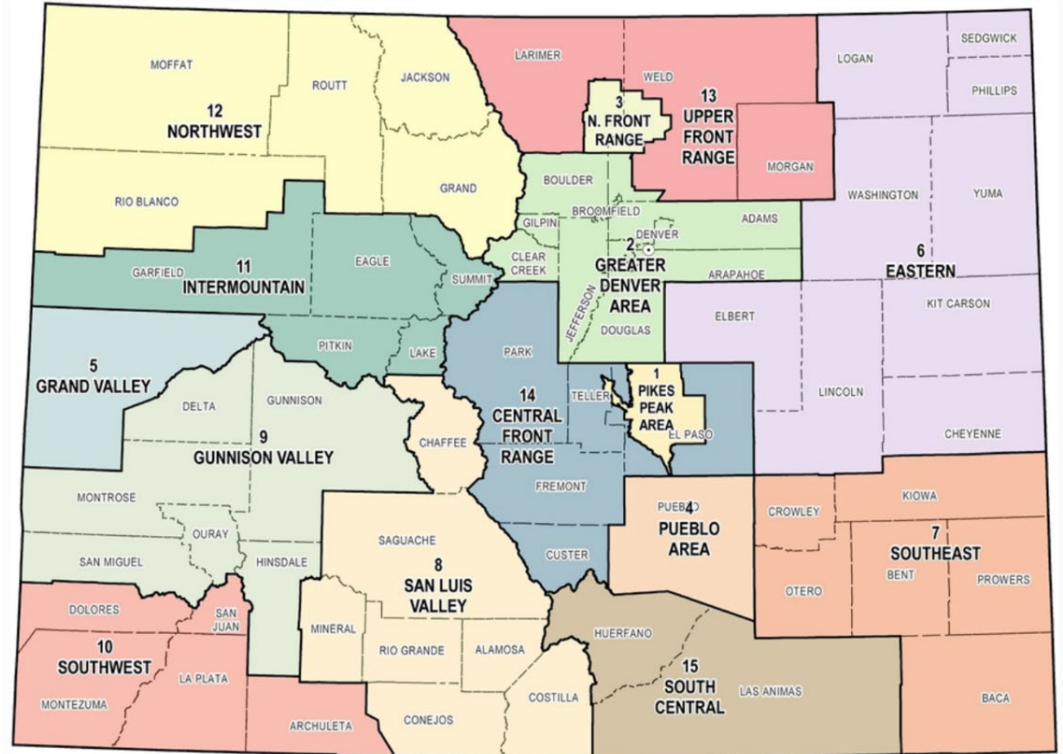 MOFFAT
ROUTT
JACKSON
12
NORTHWEST
RIO BLANCO
GRAND
LARIMER
WELD
3
N. FRONT
RANGE
13
UPPER
FRONT
RANGE
MORGAN
LOGAN
SEDGWICK
PHILLIPS
WASHINGTON
YUMA
6
EASTERN
KIT CARSON
ELBERT
LINCOLN
CHEYENNE
BOULDER
BROOMFIELD
GILPIN
ADAMS
DENVER
CLEAR
CREEK
2
GREATER
DENVER
AREA
ARAPAHOE
JEFFERSON
DOUGLAS
GARFIELD
11
INTERMOUNTAIN
EAGLE
SUMMIT
PITKIN
LAKE
5
GRAND VALLEY
DELTA
GUNNISON
9
GUNNISON VALLEY
MONTROSE
OURAY
SAN MIGUEL
HINSDALE
PARK
14
CENTRAL
FRONT
RANGE
TELLER
1
PIKES
PEAK
AREA
EL PASO
FREMONT
CUSTER
CHAFFEE
SAGUACHE
8
SAN LUIS
VALLEY
MINERAL
RIO GRANDE
ALAMOSA
CONEJOS
COSTILLA
PUEBLO
4
PUEBLO
AREA
CROWLEY
KIOWA
7
SOUTHEAST
OTERO
BENT
PROWERS
BACA
DOLORES
SAN
JUAN
10
SOUTHWEST
MONTEZUMA
LA PLATA
ARCHULETA
HUERFANO
15
SOUTH
CENTRAL
LAS ANIMAS